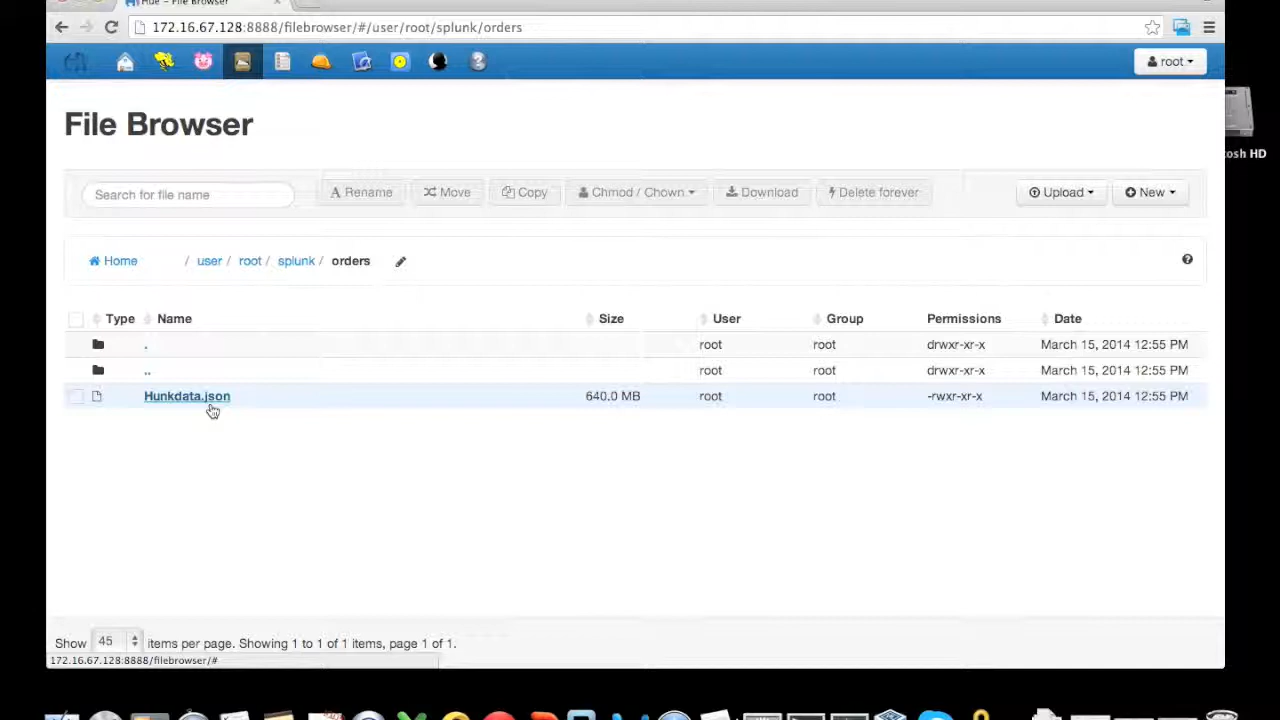 Hue - File Browser
172.16.67.128:8888/filebrowser/#/user/root/splunk/orders
root
File Browser
Search for file name
Rename
Move
Copy
Chmod / Chown
Download
Delete forever
Upload
New
Home / user / root / splunk / orders
Type Name Size User Group Permissions Date
. root root drwxr-xr-x March 15, 2014 12:55 PM
.. root root drwxr-xr-x March 15, 2014 12:55 PM
Hunkdata.json 640.0 MB root root -rwxr-xr-x March 15, 2014 12:55 PM
Show 45 items per page. Showing 1 to 1 of 1 items, page 1 of 1.
172.16.67.128:8888/filebrowser/#
tosh HD